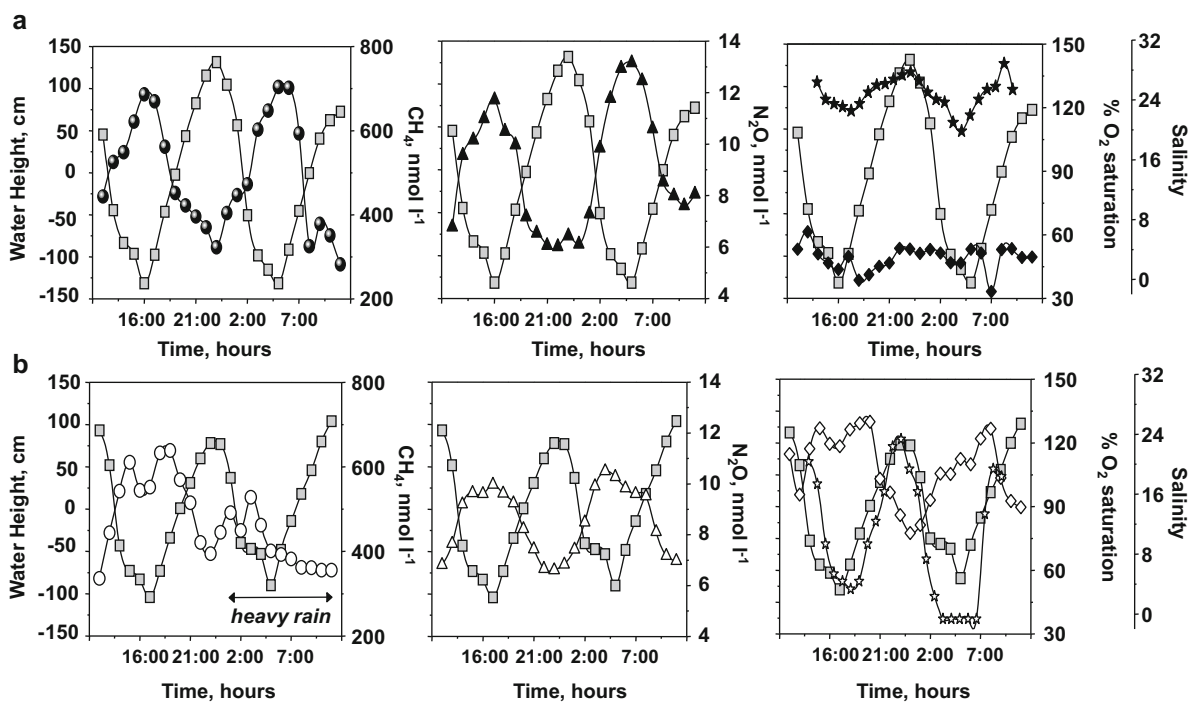 a
150
100
50
0
-50
-100
-150
Water Height, cm
800
600
400
200
CH4, nmol l-1
16:00 21:00 2:00 7:00
Time, hours
14
12
10
8
6
4
N2O, nmol l-1
16:00 21:00 2:00 7:00
Time, hours
150
120
90
60
30
% O2 saturation
32
24
16
8
0
Salinity
16:00 21:00 2:00 7:00
Time, hours
b
150
100
50
0
-50
-100
-150
Water Height, cm
heavy rain
800
600
400
200
CH4, nmol l-1
16:00 21:00 2:00 7:00
Time, hours
14
12
10
8
6
4
N2O, nmol l-1
16:00 21:00 2:00 7:00
Time, hours
150
120
90
60
30
% O2 saturation
32
24
16
8
0
Salinity
16:00 21:00 2:00 7:00
Time, hours